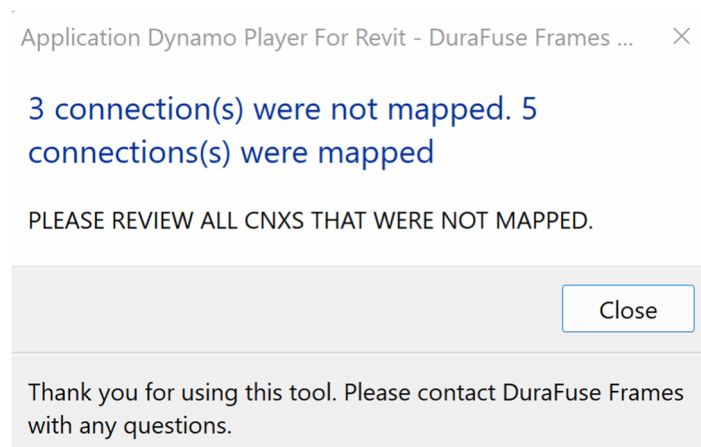 Application Dynamo Player For Revit - DuraFuse Frames ...
3 connection(s) were not mapped. 5
connections(s) were mapped
PLEASE REVIEW ALL CNXS THAT WERE NOT MAPPED.
Close
Thank you for using this tool. Please contact DuraFuse Frames
with any questions.